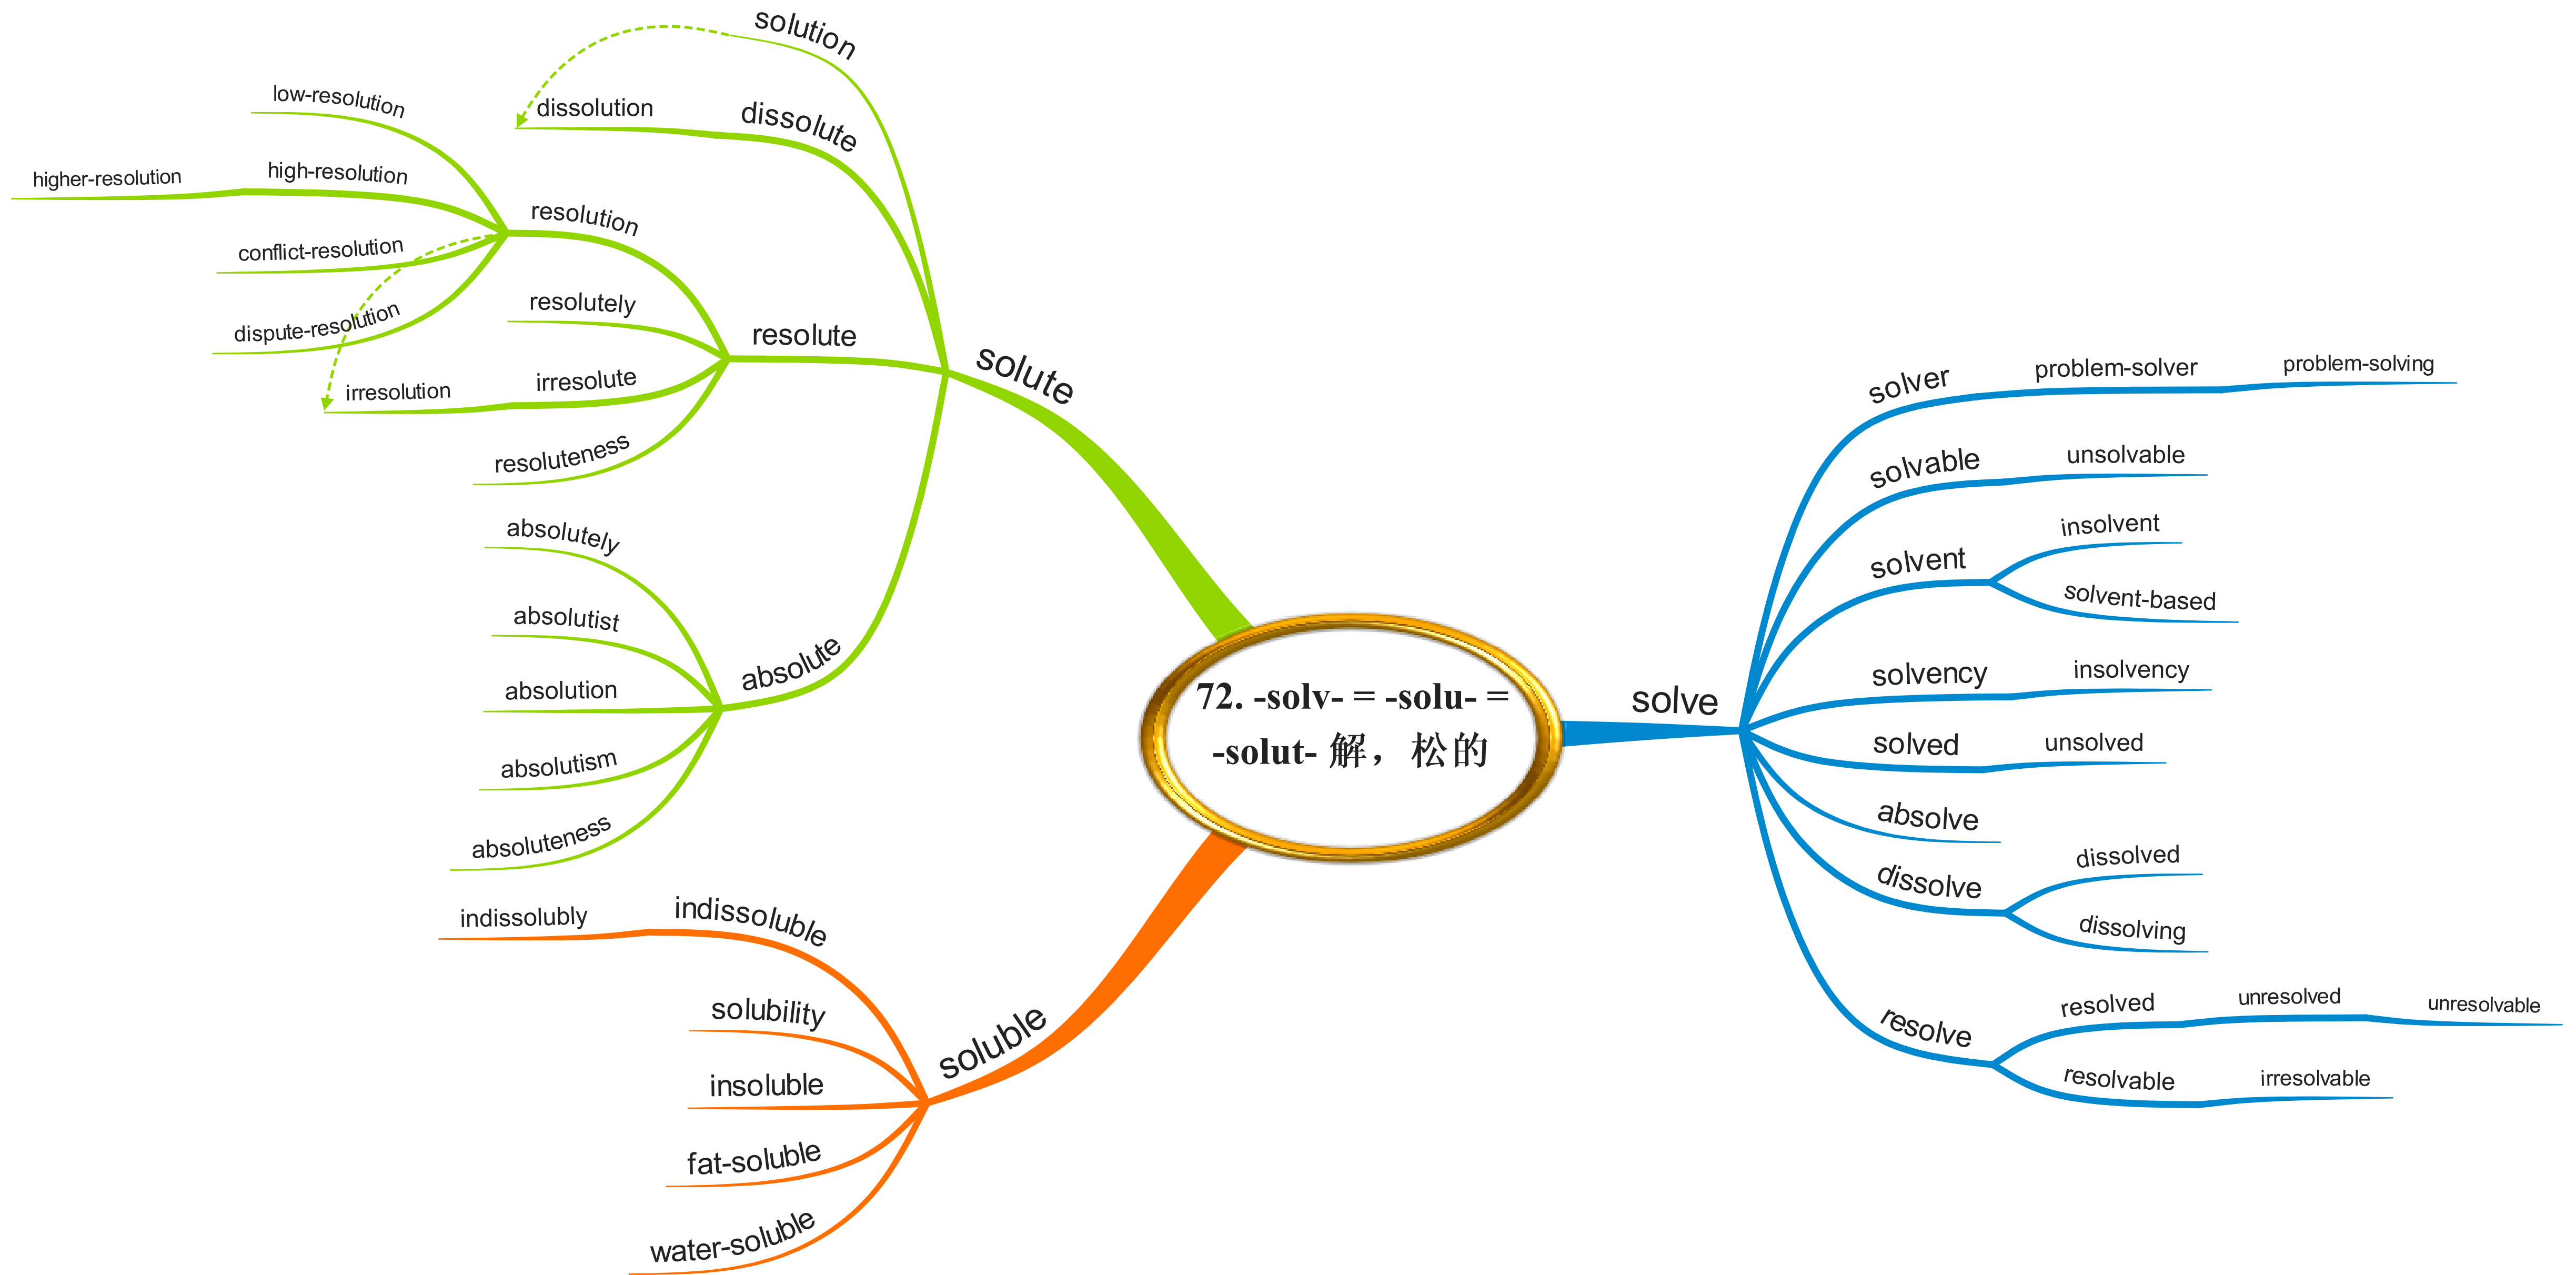 72. -solv- = -solu- =
-solut- 解，松的
solve
solver
problem-solver
problem-solving
solvable
unsolvable
solvent
insolvent
solvent-based
solvency
insolvency
solved
unsolved
absolve
dissolve
dissolved
dissolving
resolve
resolved
unresolved
unresolvable
resolvable
irresolvable
solute
solution
dissolute
dissolution
resolute
resolution
low-resolution
high-resolution
higher-resolution
conflict-resolution
dispute-resolution
resolutely
irresolute
irresolution
resoluteness
absolute
absolutely
absolutist
absolution
absolutism
absoluteness
soluble
indissoluble
indissolubly
solubility
insoluble
fat-soluble
water-soluble